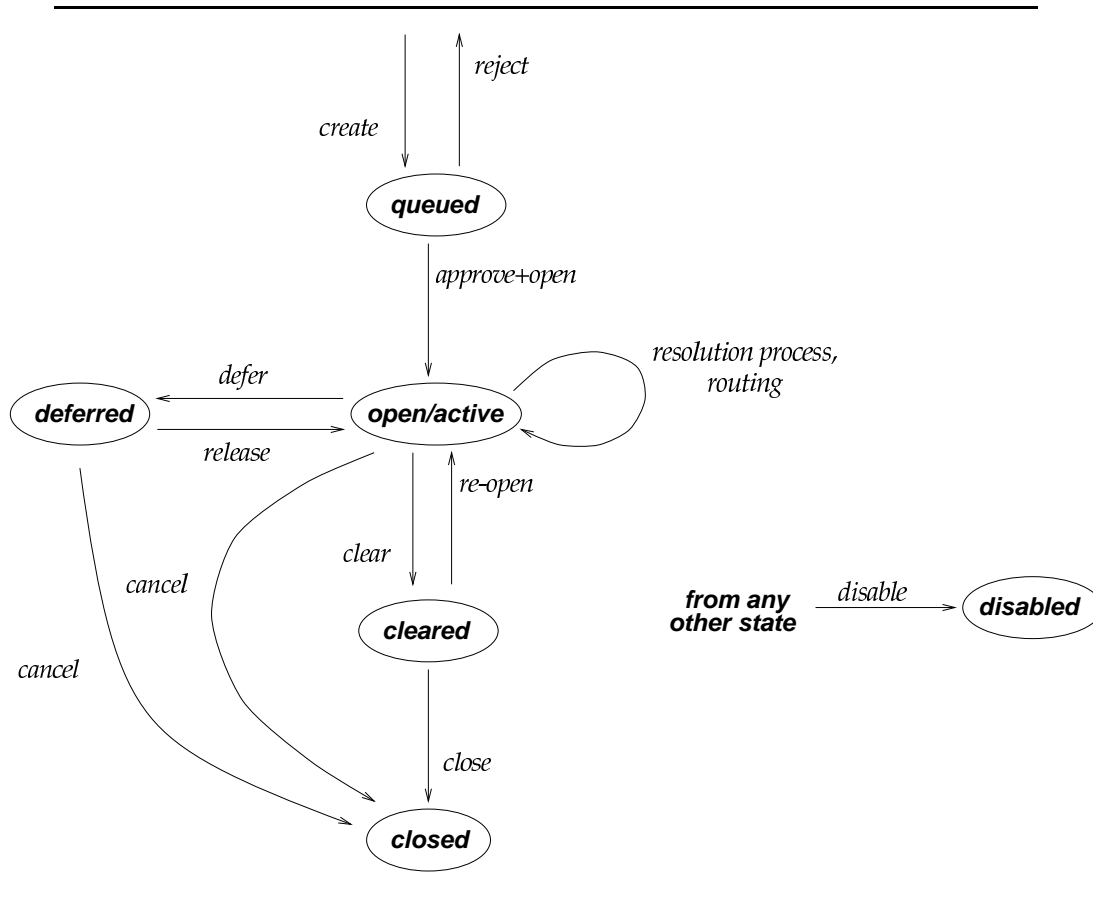 reject
create
queued
approve+open
resolution process,
routing
defer
deferred
open/active
release
re-open
clear
cancel
from any
other state
disable
disabled
cleared
cancel
close
closed